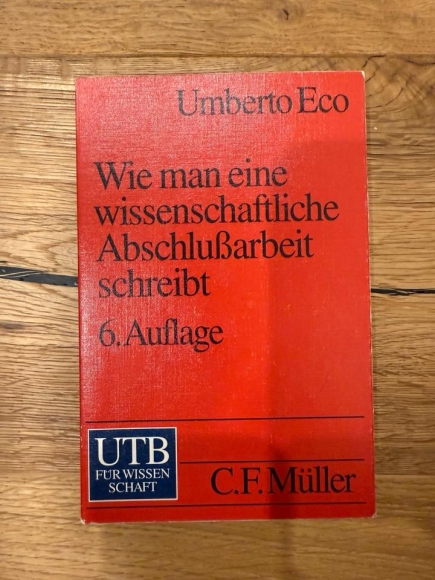 Umberto Eco
Wie man eine
wissenschaftliche
Abschlußarbeit
schreibt
6. Auflage
UTB
FÜR WISSEN
SCHAFT
C.F. Müller